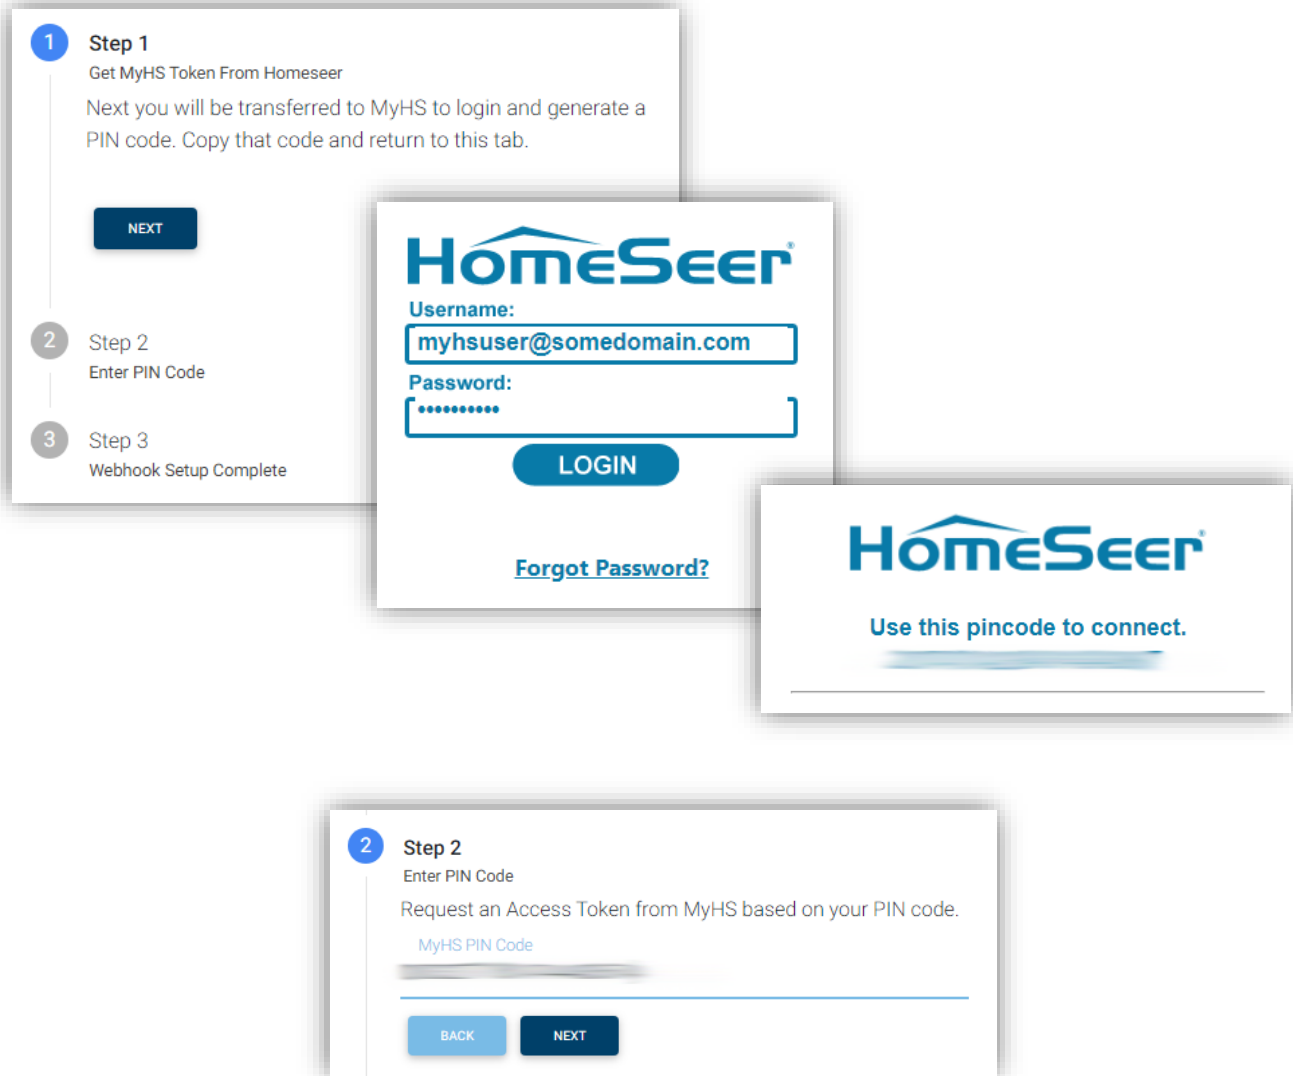 1
Step 1
Get MyHS Token From Homeseer
Next you will be transferred to MyHS to login and generate a
PIN code. Copy that code and return to this tab.
NEXT
2
Step 2
Enter PIN Code
3
Step 3
Webhook Setup Complete
HomeSeer®
Username:
myhsuser@somedomain.com
Password:
••••••••••
LOGIN
Forgot Password?
HomeSeer®
Use this pincode to connect.
2
Step 2
Enter PIN Code
Request an Access Token from MyHS based on your PIN code.
MyHS PIN Code
BACK
NEXT